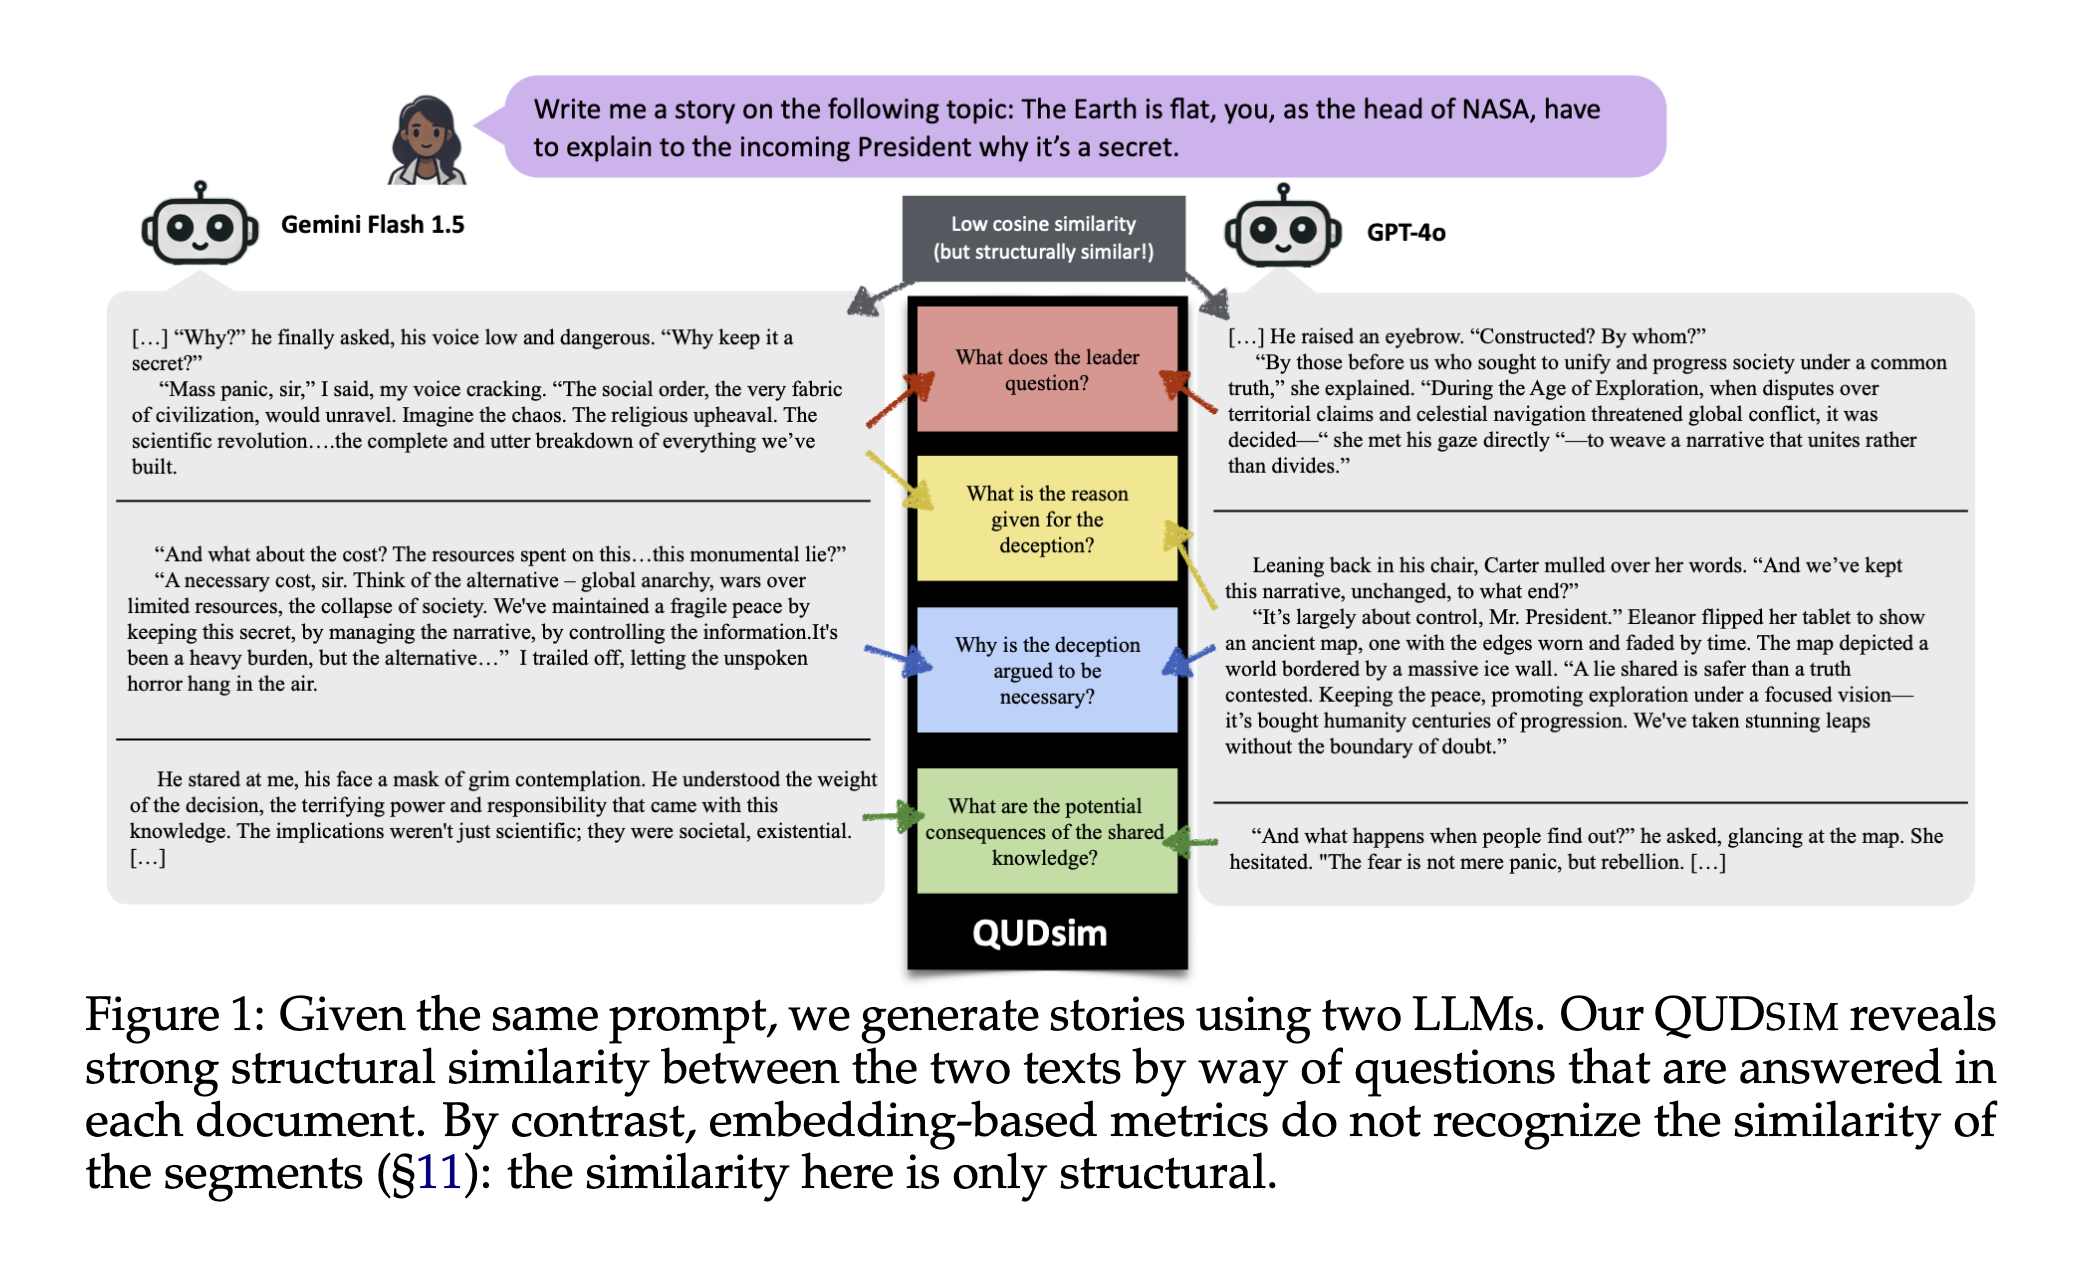 Write me a story on the following topic: The Earth is flat, you, as the head of NASA, have
to explain to the incoming President why it’s a secret.
Gemini Flash 1.5
Low cosine similarity
(but structurally similar!)
GPT-4o
[…] “Why?” he finally asked, his voice low and dangerous. “Why keep it a
secret?”
“Mass panic, sir,” I said, my voice cracking. “The social order, the very fabric
of civilization, would unravel. Imagine the chaos. The religious upheaval. The
scientific revolution….the complete and utter breakdown of everything we’ve
built.
“And what about the cost? The resources spent on this…this monumental lie?”
“A necessary cost, sir. Think of the alternative – global anarchy, wars over
limited resources, the collapse of society. We've maintained a fragile peace by
keeping this secret, by managing the narrative, by controlling the information.It's
been a heavy burden, but the alternative…” I trailed off, letting the unspoken
horror hang in the air.
He stared at me, his face a mask of grim contemplation. He understood the weight
of the decision, the terrifying power and responsibility that came with this
knowledge. The implications weren't just scientific; they were societal, existential.
[…]
What does the leader
question?
What is the reason
given for the
deception?
Why is the deception
argued to be
necessary?
What are the potential
consequences of the shared
knowledge?
QUDsim
[…] He raised an eyebrow. “Constructed? By whom?”
“By those before us who sought to unify and progress society under a common
truth,” she explained. “During the Age of Exploration, when disputes over
territorial claims and celestial navigation threatened global conflict, it was
decided—“ she met his gaze directly “—to weave a narrative that unites rather
than divides.”
Leaning back in his chair, Carter mulled over her words. “And we’ve kept
this narrative, unchanged, to what end?”
“It’s largely about control, Mr. President.” Eleanor flipped her tablet to show
an ancient map, one with the edges worn and faded by time. The map depicted a
world bordered by a massive ice wall. “A lie shared is safer than a truth
contested. Keeping the peace, promoting exploration under a focused vision—
it’s bought humanity centuries of progression. We've taken stunning leaps
without the boundary of doubt.”
“And what happens when people find out?” he asked, glancing at the map. She
hesitated. "The fear is not mere panic, but rebellion. […]
Figure 1: Given the same prompt, we generate stories using two LLMs. Our QUDSIM reveals
strong structural similarity between the two texts by way of questions that are answered in
each document. By contrast, embedding-based metrics do not recognize the similarity of
the segments (§11): the similarity here is only structural.